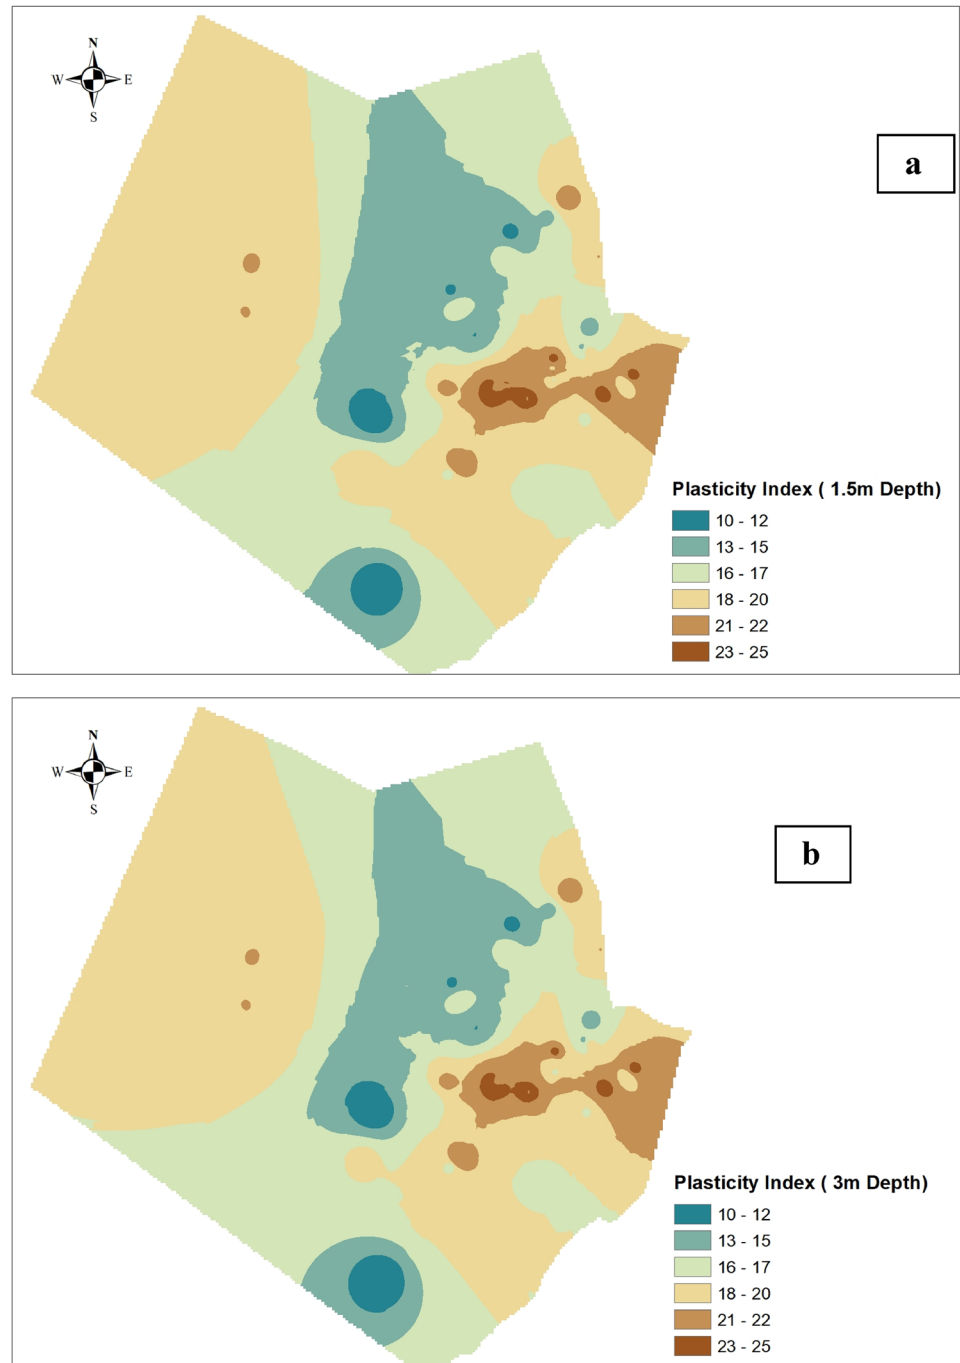 N
W E
S
a
Plasticity Index ( 1.5m Depth)
10 - 12
13 - 15
16 - 17
18 - 20
21 - 22
23 - 25
N
W E
S
b
Plasticity Index ( 3m Depth)
10 - 12
13 - 15
16 - 17
18 - 20
21 - 22
23 - 25